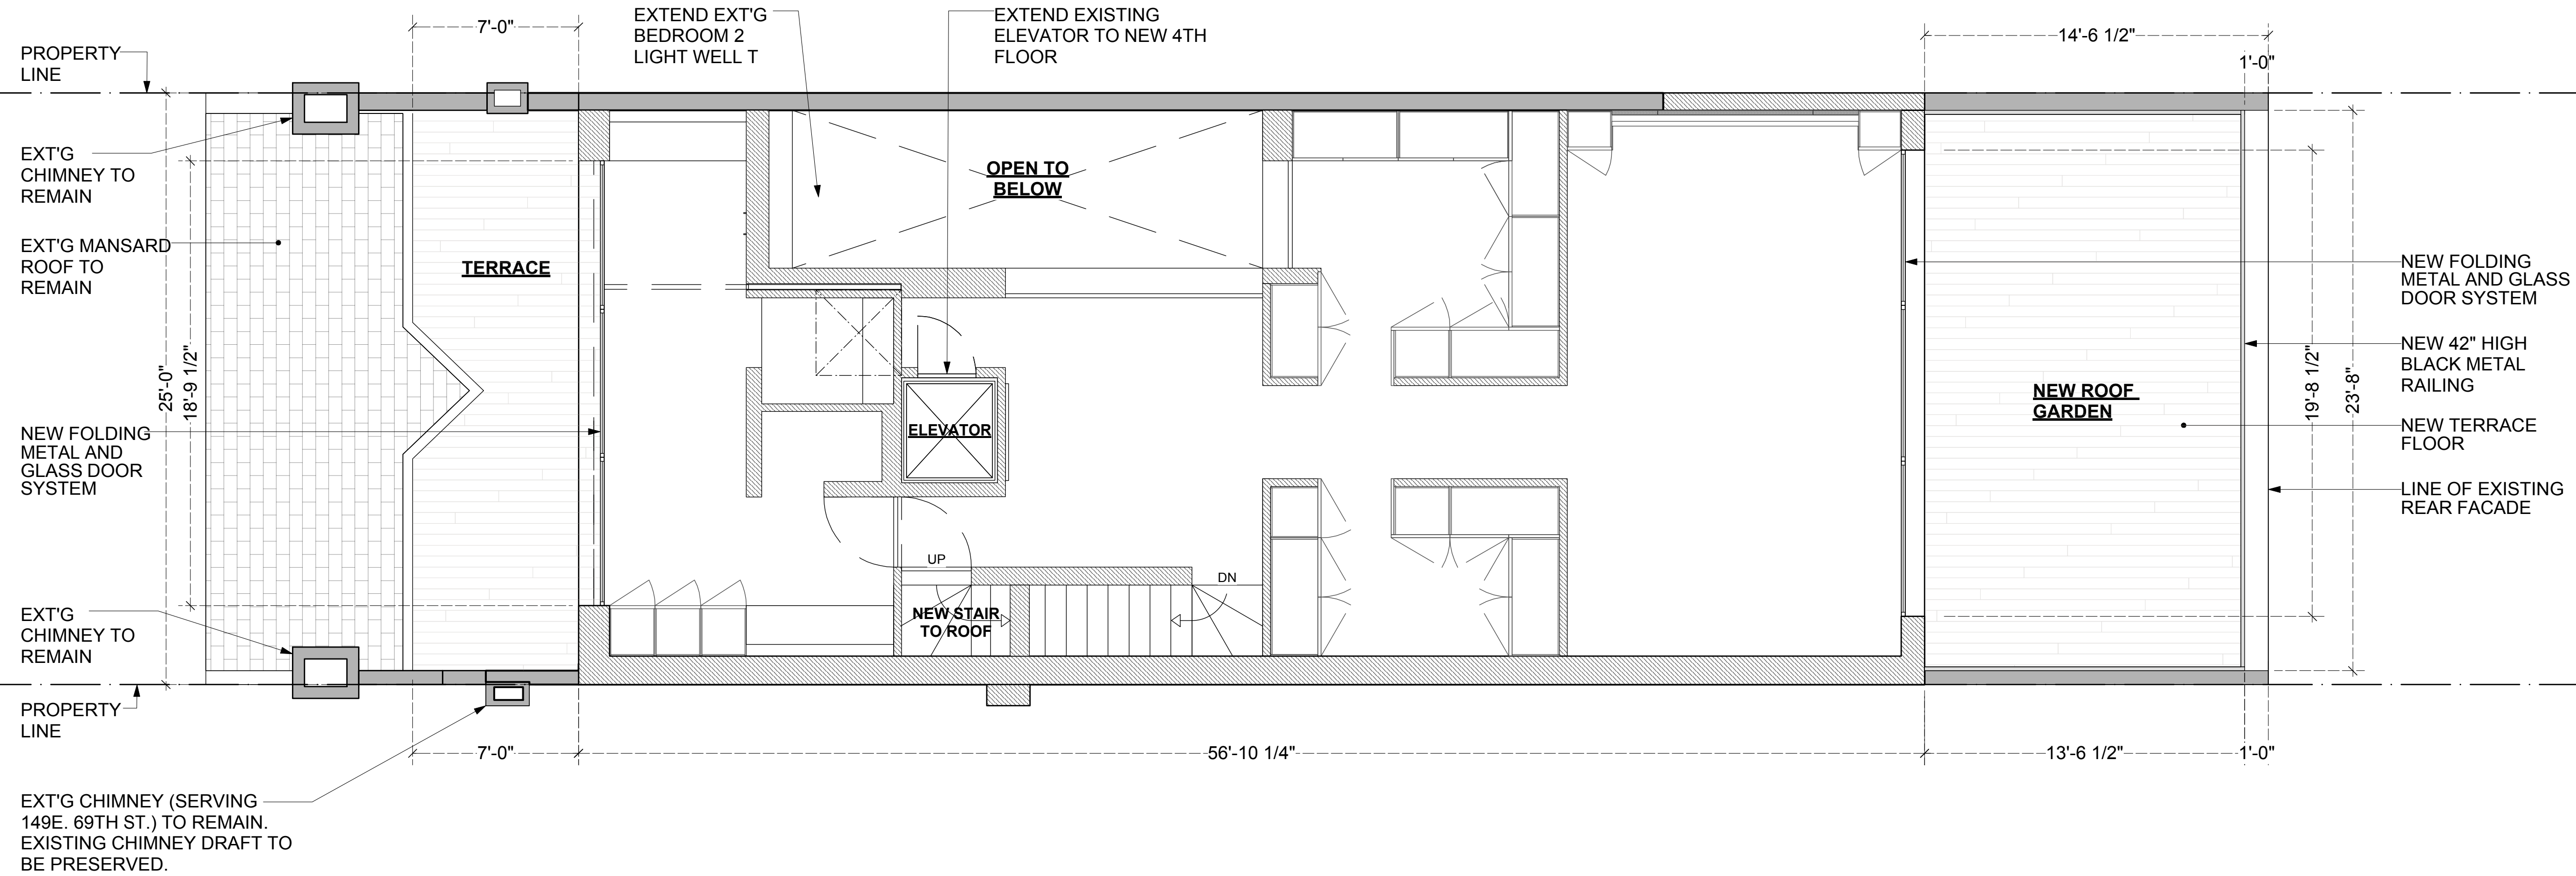 7'-0"
EXTEND EXT'G
BEDROOM 2
LIGHT WELL T
EXTEND EXISTING
ELEVATOR TO NEW 4TH
FLOOR
14'-6 1/2"
1'-0"
PROPERTY
LINE
EXT'G
CHIMNEY TO
REMAIN
EXT'G MANSARD
ROOF TO
REMAIN
TERRACE
OPEN TO
BELOW
25'-0"
18'-9 1/2"
NEW FOLDING
METAL AND
GLASS DOOR
SYSTEM
ELEVATOR
UP
DN
NEW STAIR
TO ROOF
NEW ROOF
GARDEN
19'-8 1/2"
23'-8"
NEW FOLDING
METAL AND GLASS
DOOR SYSTEM
NEW 42" HIGH
BLACK METAL
RAILING
NEW TERRACE
FLOOR
LINE OF EXISTING
REAR FACADE
EXT'G
CHIMNEY TO
REMAIN
PROPERTY
LINE
7'-0"
56'-10 1/4"
13'-6 1/2"
1'-0"
EXT'G CHIMNEY (SERVING
149E. 69TH ST.) TO REMAIN.
EXISTING CHIMNEY DRAFT TO
BE PRESERVED.